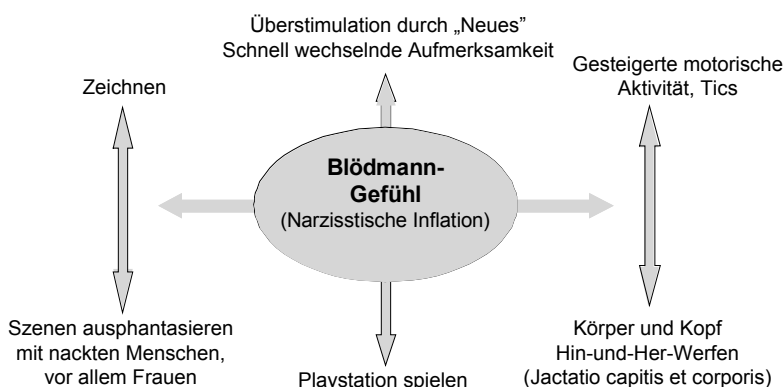 Überstimulation durch „Neues”
Schnell wechselnde Aufmerksamkeit
Zeichnen
Gesteigerte motorische
Aktivität, Tics
Blödmann-
Gefühl
(Narzisstische Inflation)
Szenen ausphantasieren
mit nackten Menschen,
vor allem Frauen
Playstation spielen
Körper und Kopf
Hin-und-Her-Werfen
(Jactatio capitis et corporis)